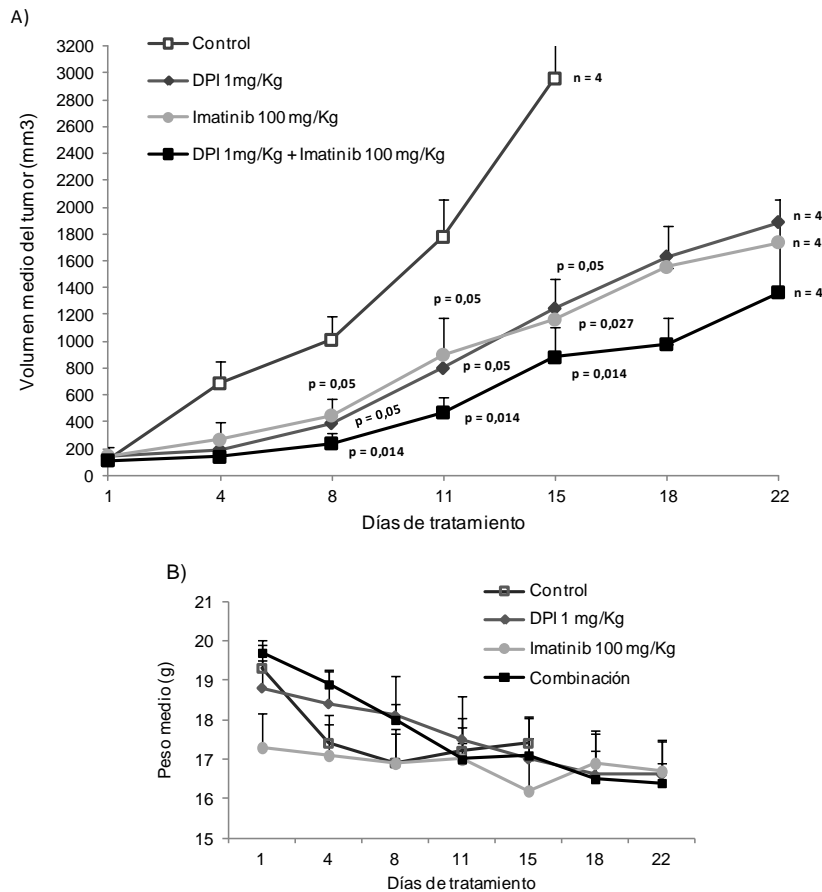 A)
Control
DPI 1mg/Kg
Imatinib 100 mg/Kg
DPI 1mg/Kg + Imatinib 100 mg/Kg
Volumen medio del tumor (mm3)
3200
3000
2800
2600
2400
2200
2000
1800
1600
1400
1200
1000
800
600
400
200
0
n = 4
n = 4
n = 4
n = 4
p = 0,05
p = 0,05
p = 0,027
p = 0,05
p = 0,014
p = 0,05
p = 0,05
p = 0,014
p = 0,014
1 4 8 11 15 18 22
Días de tratamiento
B)
Control
DPI 1 mg/Kg
Imatinib 100 mg/Kg
Combinación
Peso medio (g)
21
20
19
18
17
16
15
1 4 8 11 15 18 22
Días de tratamiento